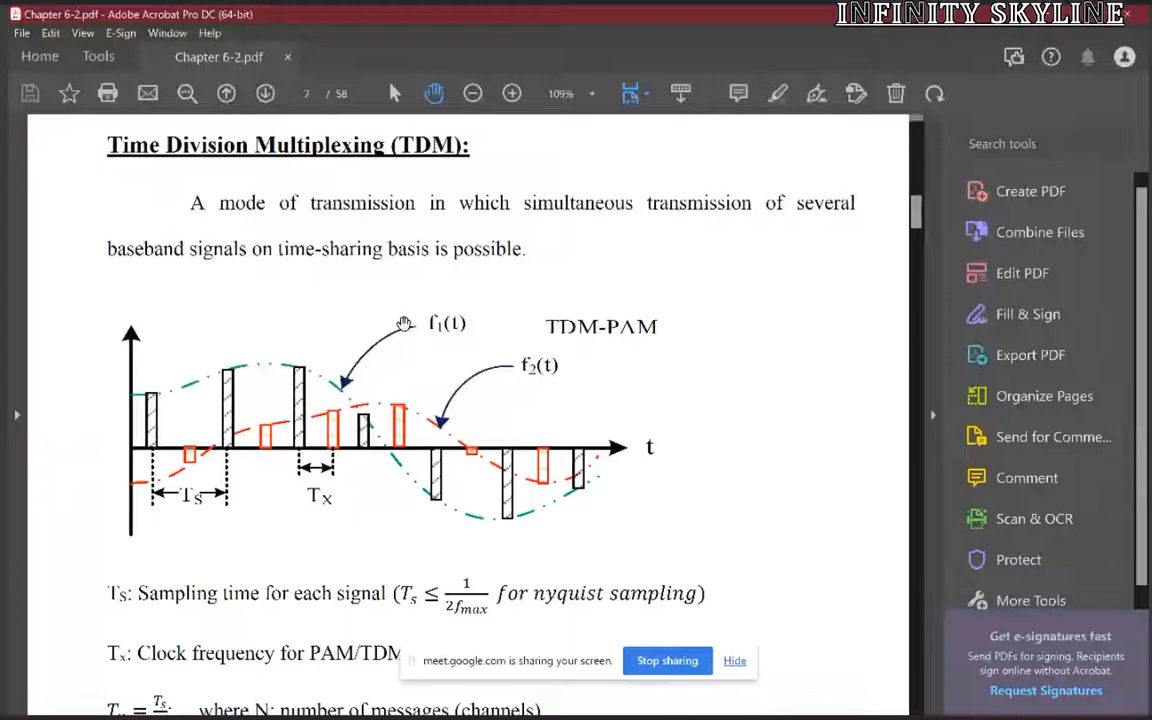 Chapter 6-2.pdf - Adobe Acrobat Pro DC (64-bit)
INFINITY SKYLINE
File Edit View E-Sign Window Help
Home Tools Chapter 6-2.pdf ×
7 / 58 109%
Time Division Multiplexing (TDM):
A mode of transmission in which simultaneous transmission of several
baseband signals on time-sharing basis is possible.
f₁(t) TDM-PAM
f₂(t)
t
Ts Tx
Ts: Sampling time for each signal (Ts ≤ 1/2fmax for nyquist sampling)
Tx: Clock frequency for PAM/TDM
Ts where N: number of messages (channels)
meet.google.com is sharing your screen. Stop sharing Hide
Search tools
Create PDF
Combine Files
Edit PDF
Fill & Sign
Export PDF
Organize Pages
Send for Comme...
Comment
Scan & OCR
Protect
More Tools
Get e-signatures fast
Send PDFs for signing. Recipients
sign online without Acrobat.
Request Signatures